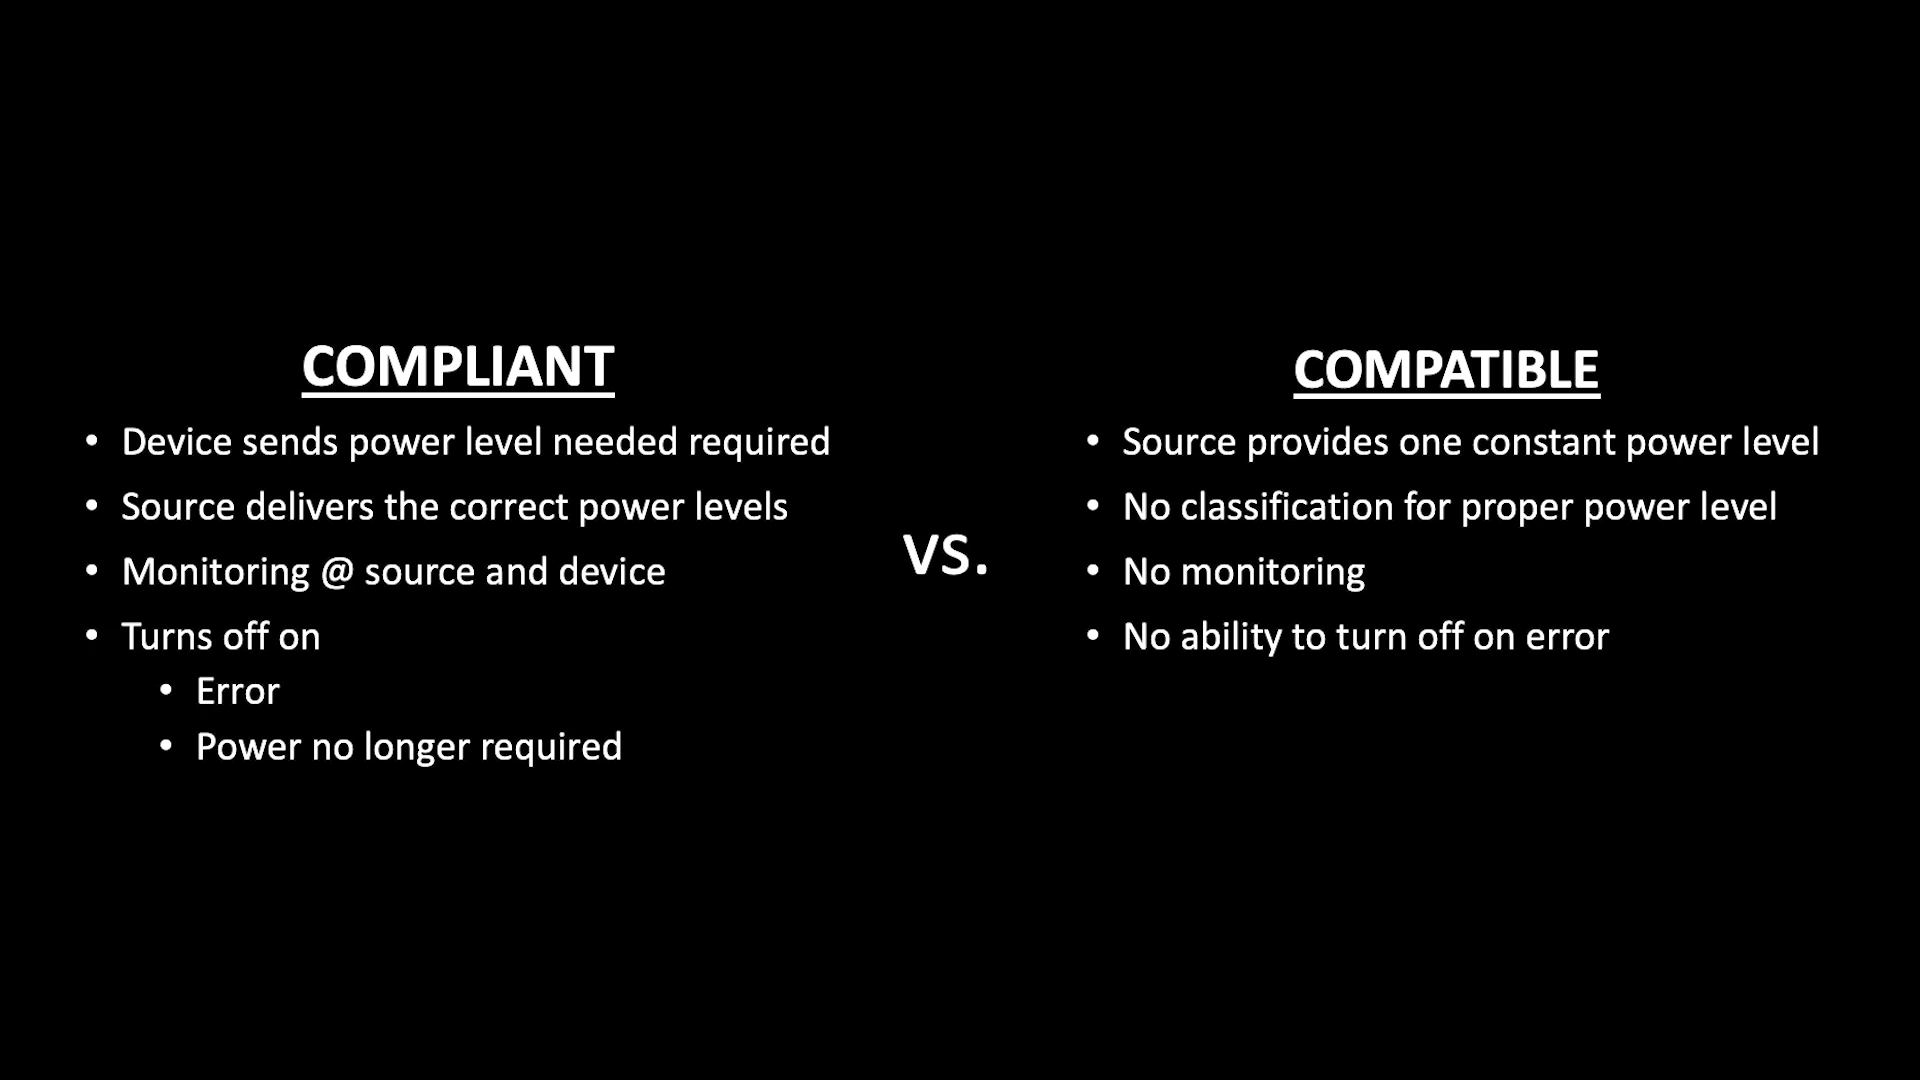 COMPLIANT
• Device sends power level needed required
• Source delivers the correct power levels
• Monitoring @ source and device
• Turns off on
• Error
• Power no longer required
vs.
COMPATIBLE
• Source provides one constant power level
• No classification for proper power level
• No monitoring
• No ability to turn off on error